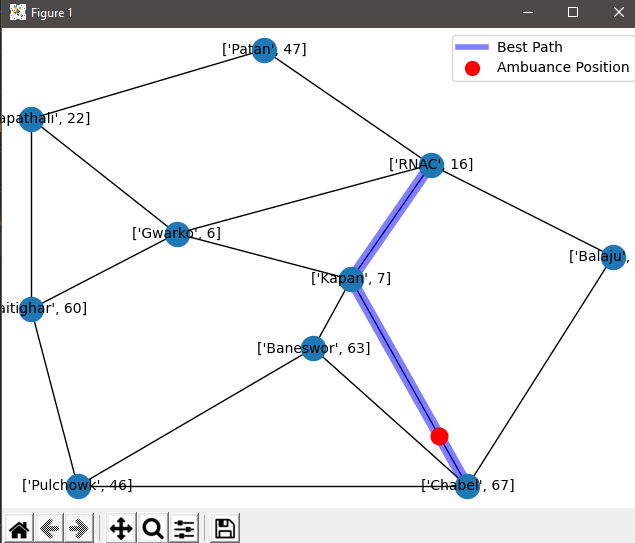 Figure 1
['Patan', 47]
Best Path
Ambuance Position
apathali', 22]
['RNAC', 16]
['Gwarko', 6]
['Balaju',
['Kapan', 7]
aitighar', 60]
['Baneswor', 63]
['Pulchowk', 46]
['Chabel', 67]